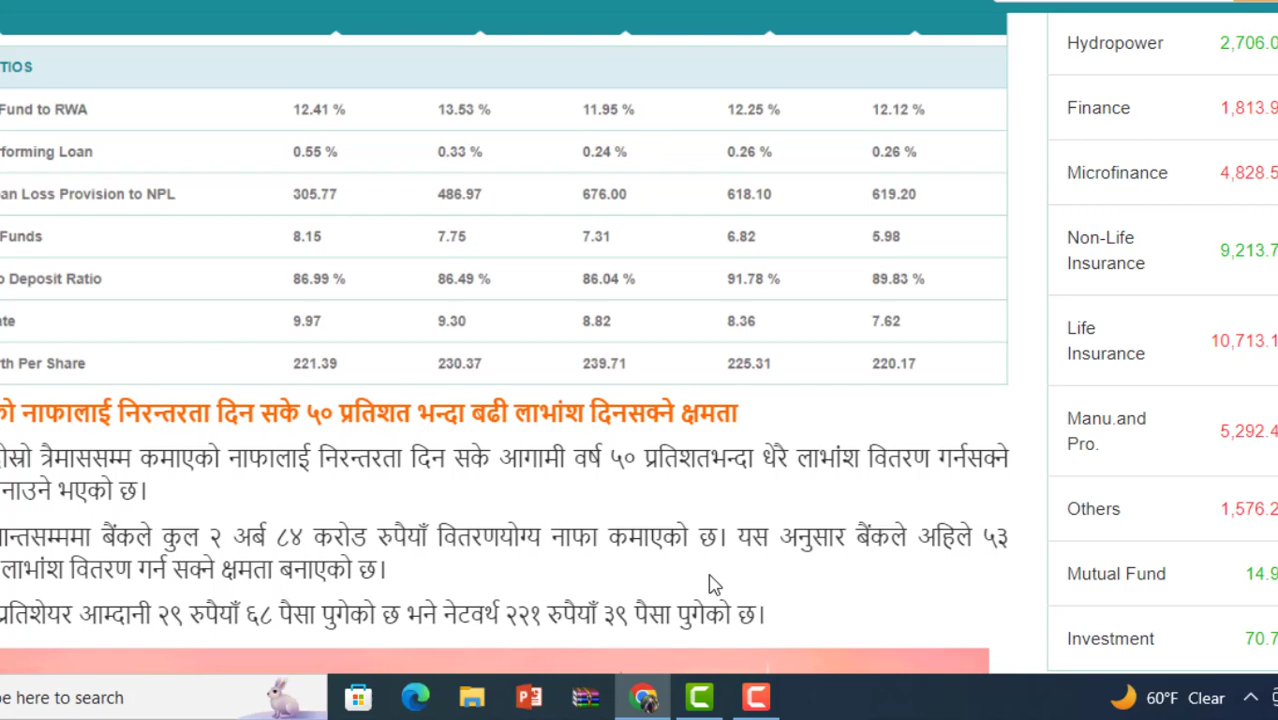 TIOS
Fund to RWA 12.41 % 13.53 % 11.95 % 12.25 % 12.12 %
forming Loan 0.55 % 0.33 % 0.24 % 0.26 % 0.26 %
an Loss Provision to NPL 305.77 486.97 676.00 618.10 619.20
Funds 8.15 7.75 7.31 6.82 5.98
o Deposit Ratio 86.99 % 86.49 % 86.04 % 91.78 % 89.83 %
te 9.97 9.30 8.82 8.36 7.62
th Per Share 221.39 230.37 239.71 225.31 220.17
को नाफालाई निरन्तरता दिन सके ५० प्रतिशत भन्दा बढी लाभांश दिनसक्ने क्षमता
दोस्रो त्रैमाससम्म कमाएको नाफालाई निरन्तरता दिन सके आगामी वर्ष ५० प्रतिशतभन्दा धेरै लाभांश वितरण गर्नसक्ने
नाउने भएको छ।
ान्तसम्ममा बैंकले कुल २ अर्ब ८४ करोड रुपैयाँ वितरणयोग्य नाफा कमाएको छ। यस अनुसार बैंकले अहिले ५३
लाभांश वितरण गर्न सक्ने क्षमता बनाएको छ।
प्रतिशेयर आम्दानी २९ रुपैयाँ ६८ पैसा पुगेको छ भने नेटवर्थ २२१ रुपैयाँ ३९ पैसा पुगेको छ।
Hydropower 2,706.0
Finance 1,813.9
Microfinance 4,828.5
Non-Life
Insurance 9,213.7
Life
Insurance 10,713.1
Manu.and
Pro. 5,292.4
Others 1,576.2
Mutual Fund 14.9
Investment 70.7
pe here to search
60°F Clear